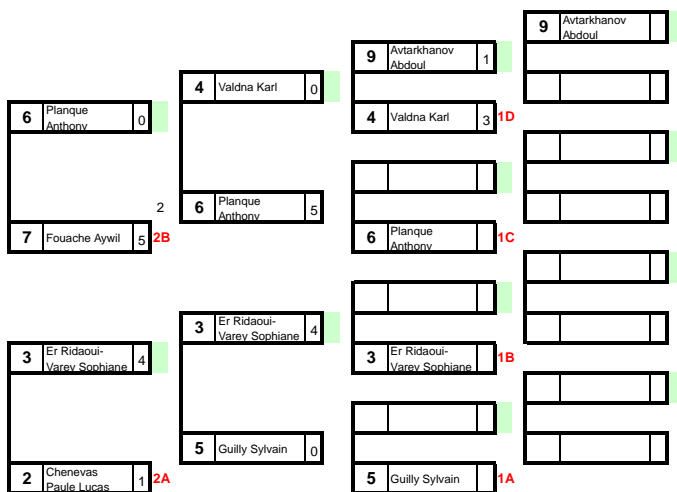 9 Avtarkhanov
Abdoul
9 Avtarkhanov 1
Abdoul
4 Valdna Karl 0
6 Planque 0
Anthony
4 Valdna Karl 3 1D
2
6 Planque 5
Anthony
7 Fouache Aywil 5 2B
6 Planque 1C
Anthony
3 Er Ridaoui- 4
Varey Sophiane
3 Er Ridaoui- 4
Varey Sophiane
3 Er Ridaoui- 1B
Varey Sophiane
5 Guilly Sylvain 0
2 Chenevas 1 2A
Paule Lucas
5 Guilly Sylvain 1A